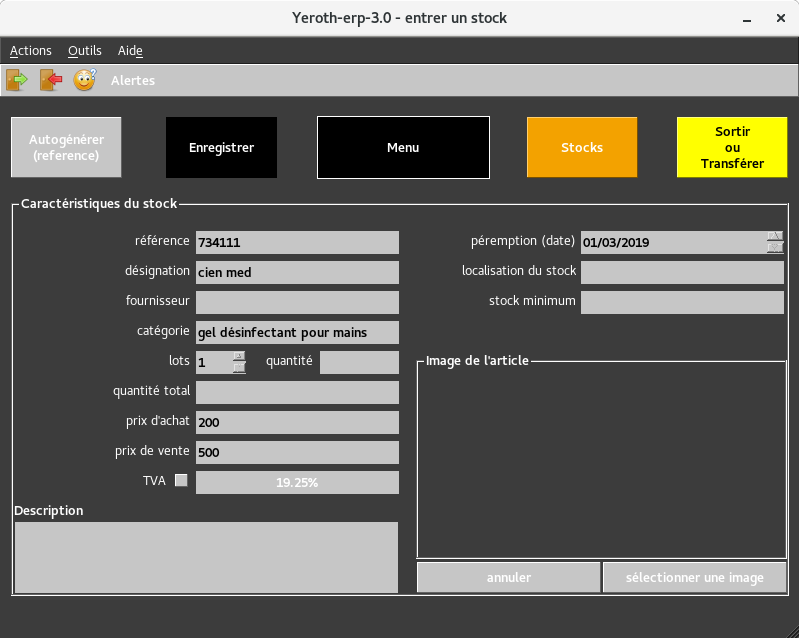 Yeroth-erp-3.0 - entrer un stock
Actions Outils Aide
Alertes
Autogénérer
(reference)
Enregistrer
Menu
Stocks
Sortir
ou
Transférer
Caractéristiques du stock
référence 734111
désignation cien med
fournisseur
catégorie gel désinfectant pour mains
lots 1 quantité
quantité total
prix d'achat 200
prix de vente 500
TVA 19.25%
Description
péremption (date) 01/03/2019
localisation du stock
stock minimum
Image de l'article
annuler sélectionner une image